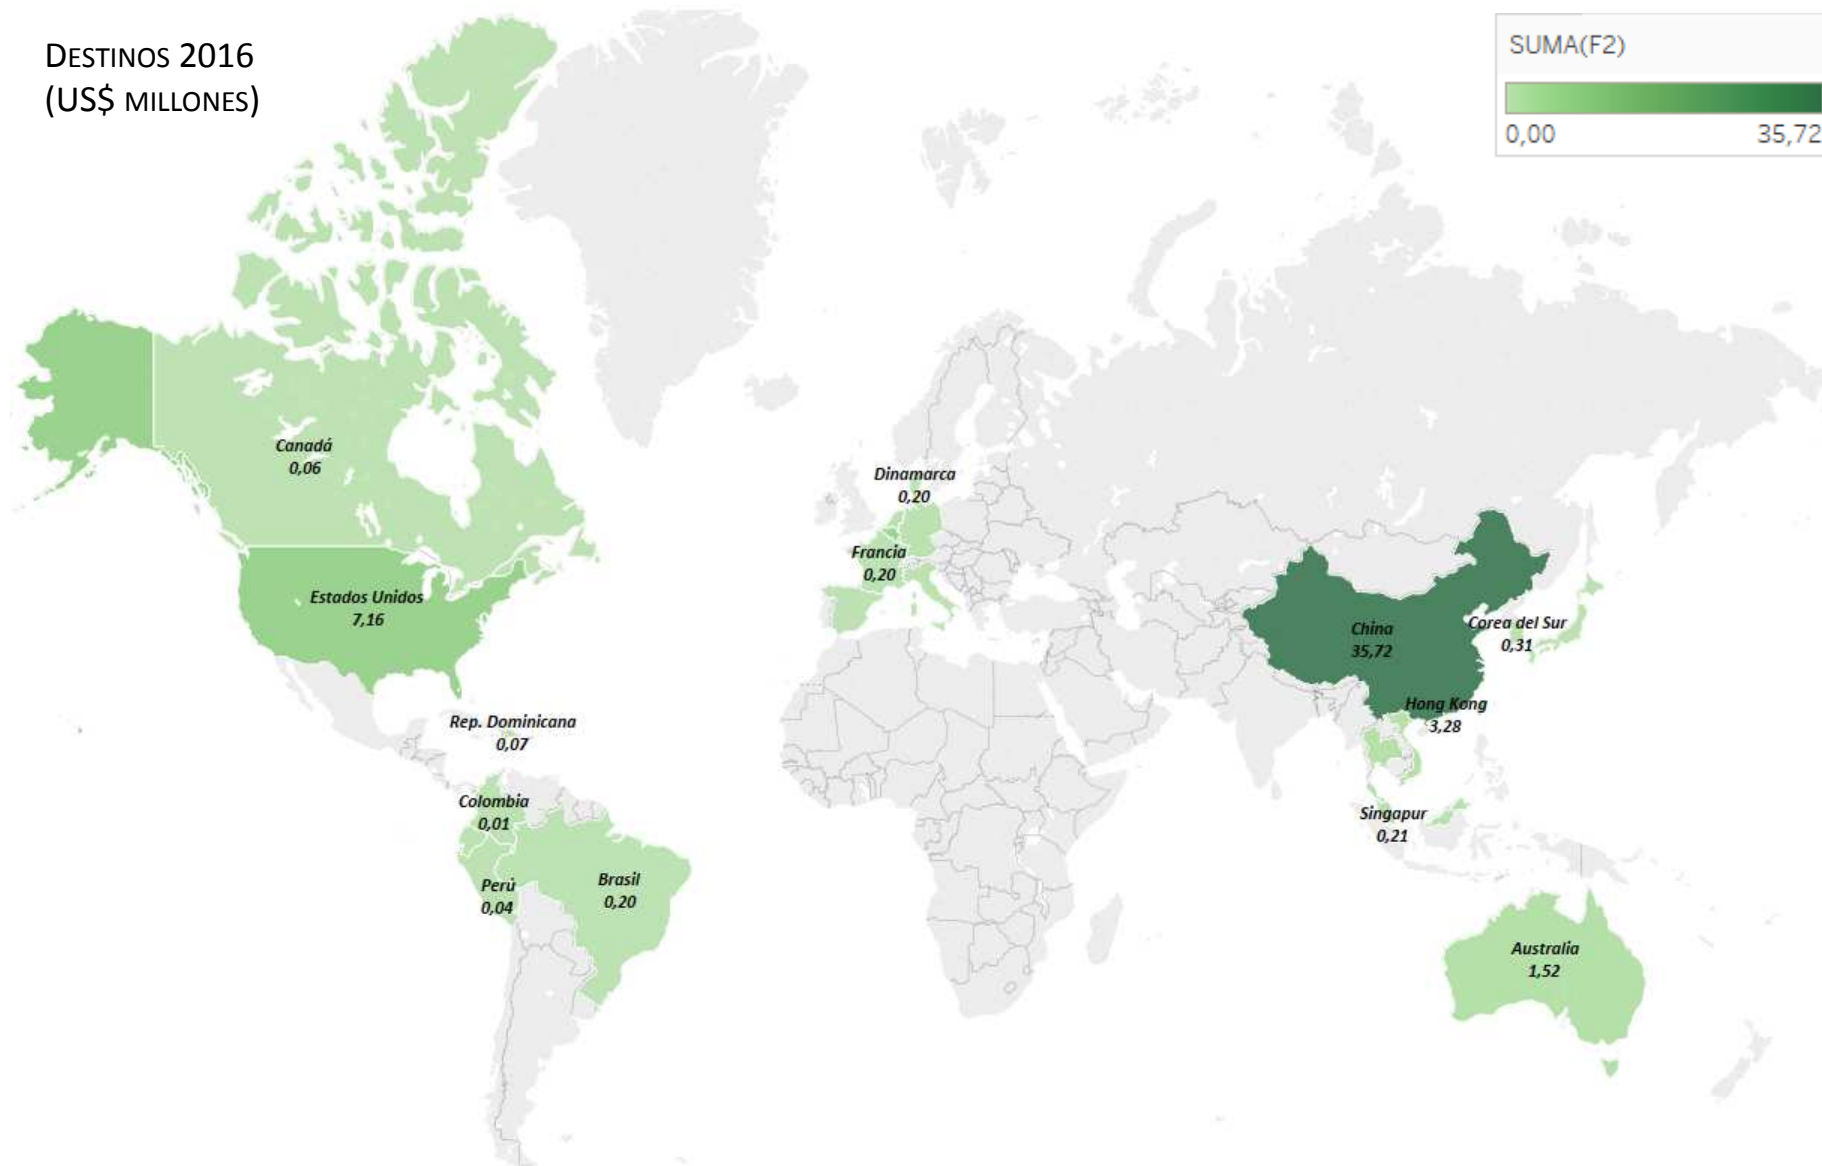 DESTINOS 2016
(US$ MILLONES)
SUMA(F2)
0,00 35,72
Canadá
0,06
Dinamarca
0,20
Francia
0,20
Estados Unidos
7,16
China
35,72
Corea del Sur
0,31
Hong Kong
3,28
Rep. Dominicana
0,07
Colombia
0,01
Singapur
0,21
Perù
0,04
Brasil
0,20
Australia
1,52